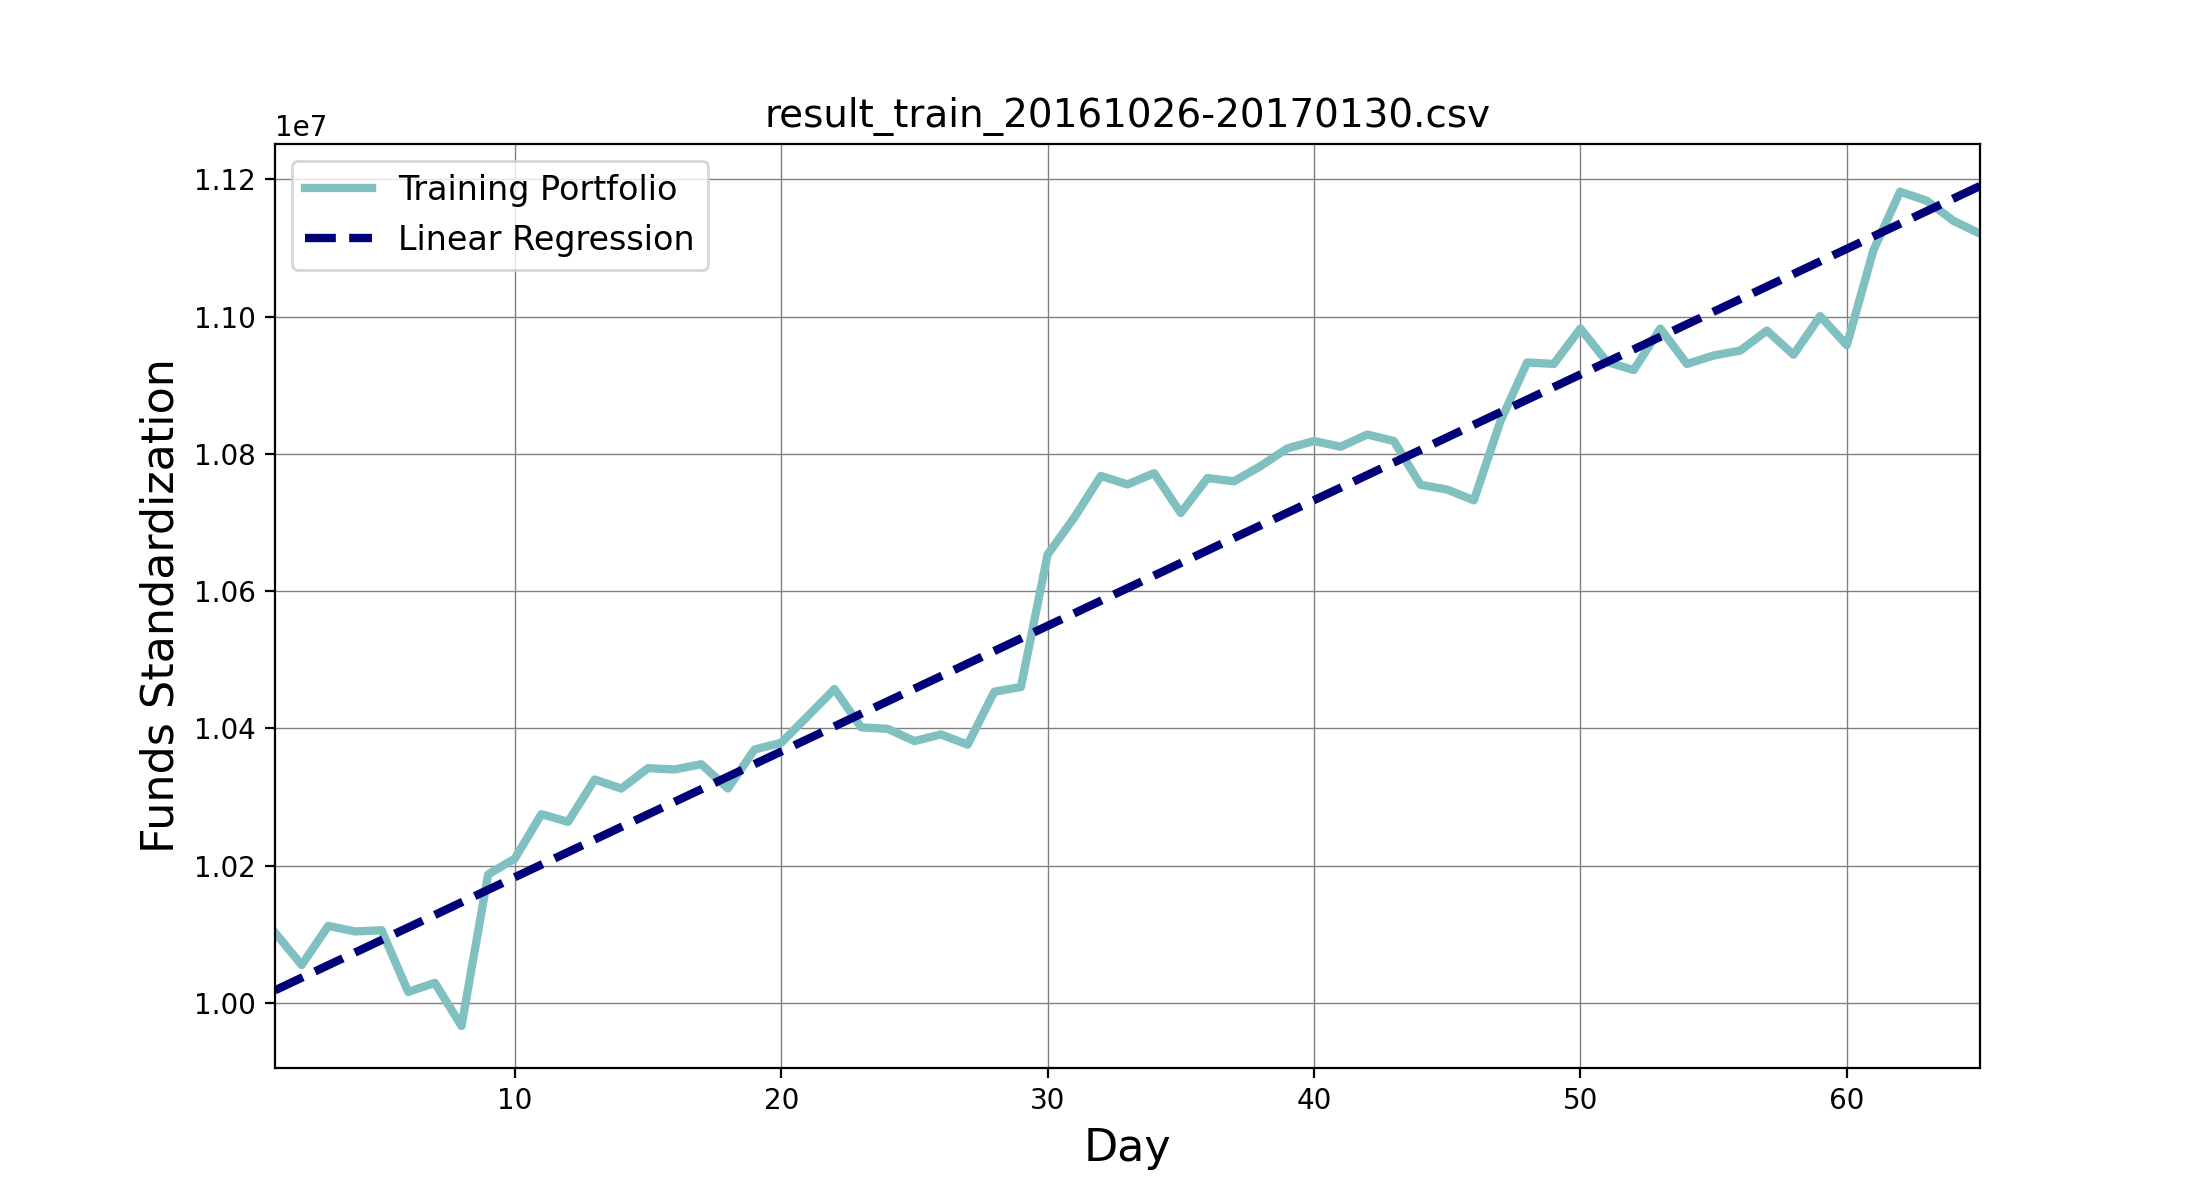 result_train_20161026-20170130.csv
1e7
Training Portfolio
Linear Regression
1.12
1.10
1.08
1.06
1.04
1.02
1.00
Funds Standardization
10 20 30 40 50 60
Day